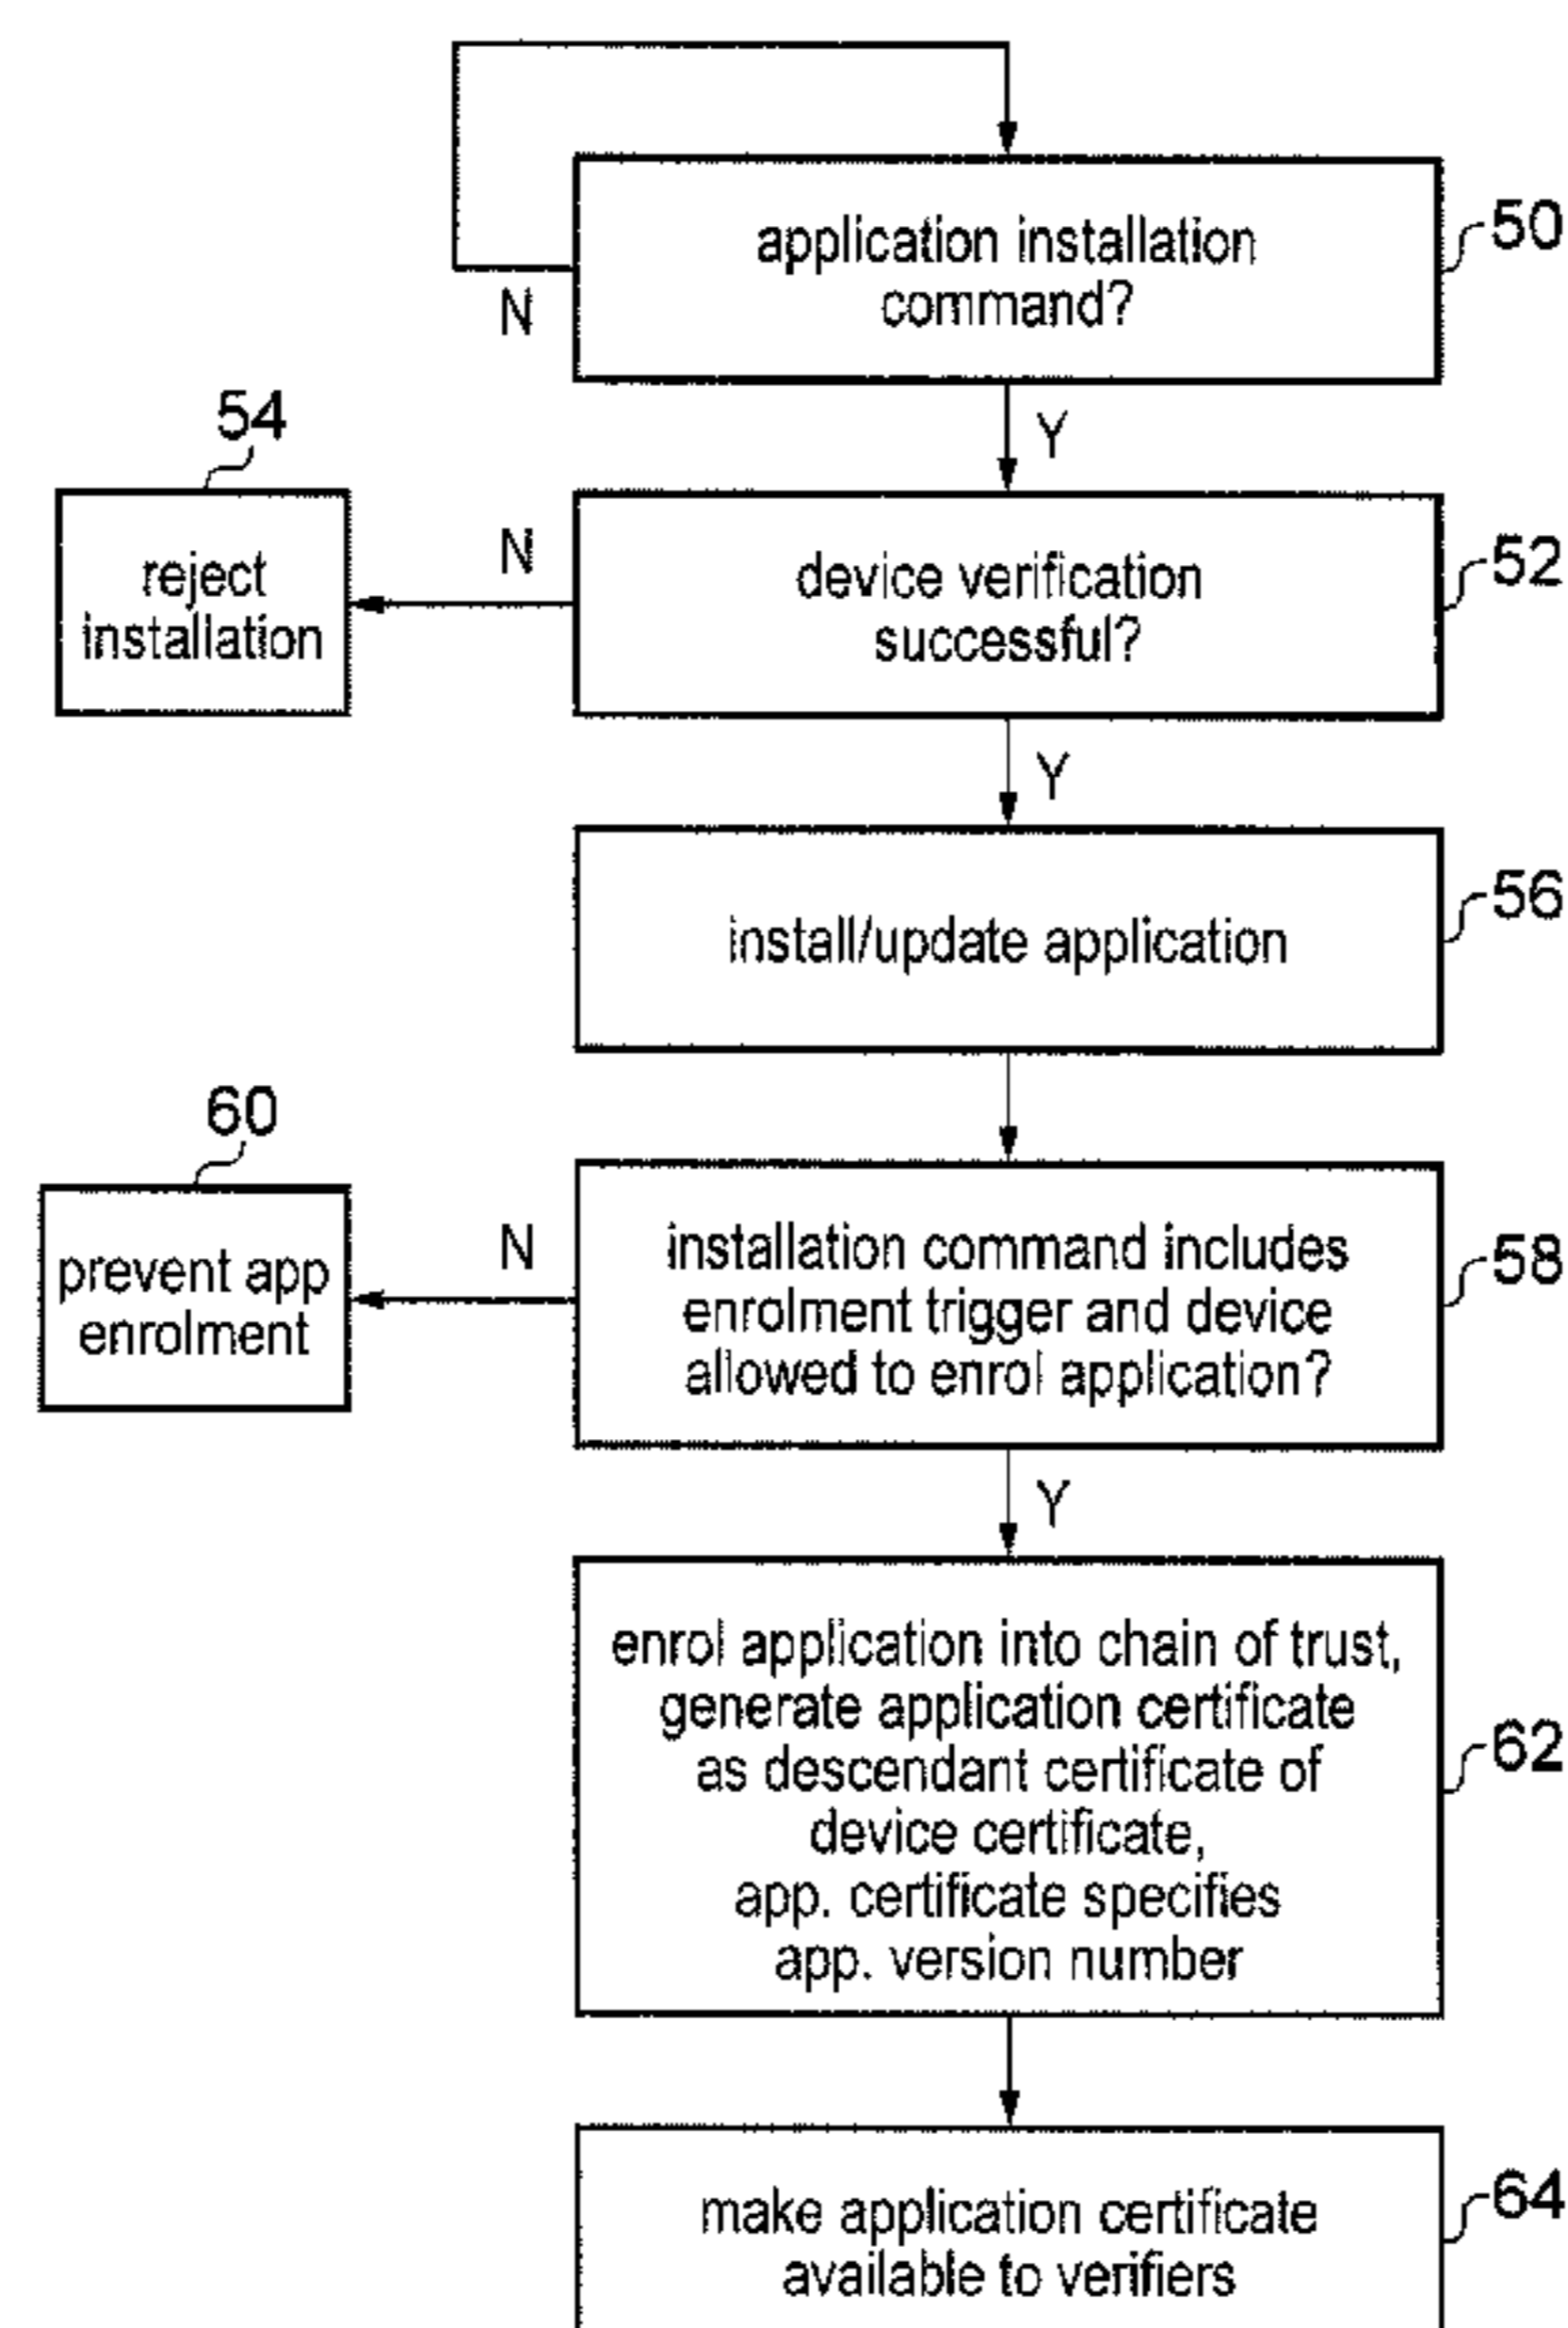 application installation
command?
50
N
Y
54
reject
installation
N
device verification
successful?
52
Y
install/update application
56
60
prevent app
enrolment
N
installation command includes
enrolment trigger and device
allowed to enrol application?
58
Y
enrol application into chain of trust,
generate application certificate
as descendant certificate of
device certificate,
app. certificate specifies
app. version number
62
make application certificate
available to verifiers
64